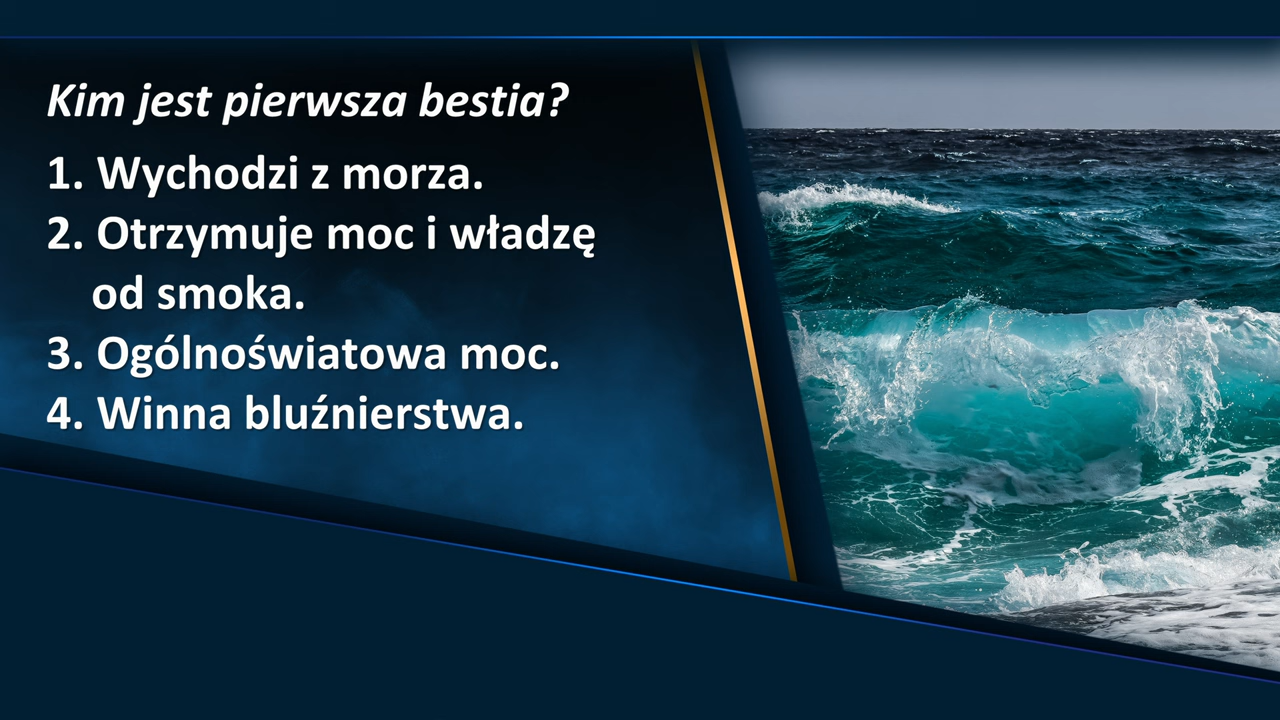 Kim jest pierwsza bestia?
1. Wychodzi z morza.
2. Otrzymuje moc i władzę
od smoka.
3. Ogólnoświatowa moc.
4. Winna bluźnierstwa.